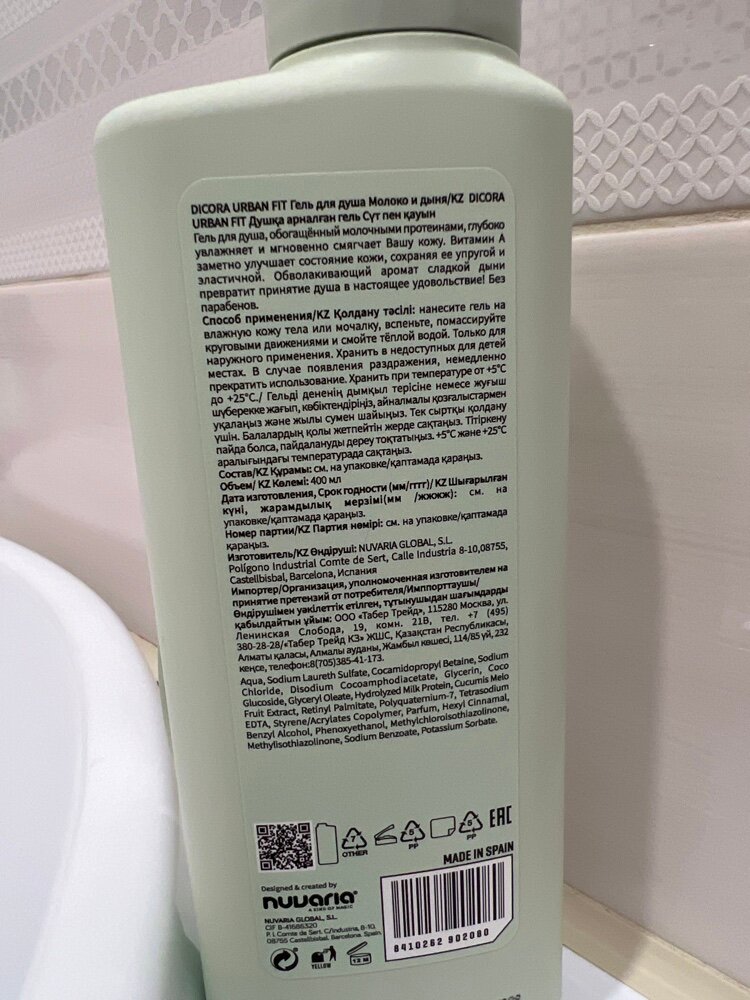 DICORA URBAN FIT Гель для душа Молоко и дыня/KZ DICORA
URBAN FIT Душқа арналған гель Сүт пен қауын
Гель для душа, обогащённый молочными протеинами, глубоко
увлажняет и мгновенно смягчает Вашу кожу. Витамин А
заметно улучшает состояние кожи, сохраняя ее упругой и
эластичной. Обволакивающий аромат сладкой дыни
превратит принятие душа в настоящее удовольствие! Без
парабенов.
Способ применения/KZ Қолдану тәсілі: нанесите гель на
влажную кожу тела или мочалку, вспеньте, помассируйте
круговыми движениями и смойте тёплой водой. Только для
наружного применения. Хранить в недоступных для детей
местах. В случае появления раздражения, немедленно
прекратить использование. Хранить при температуре от +5°С
до +25°С./ Гельді дененің дымқыл терісіне немесе жуғыш
шүберекке жағып, көбіктендіріңіз, айналмалы қозғалыстармен
уқалаңыз және жылы сумен шайыңыз. Тек сыртқы қолдану
үшін. Балалардың қолы жетпейтін жерде сақтаңыз. Тітіркену
пайда болса, пайдалануды дереу тоқтатыңыз. +5°С және +25°С
аралығындағы температурада сақтаңыз.
Состав/KZ Құрамы: см. на упаковке/қаптамада қараңыз.
Объем/ KZ Көлемі: 400 мл
Дата изготовления, Срок годности (мм/гггг)/ KZ Шығарылған
күні, жарамдылық мерзімі(мм /жжжж): см. на
упаковке/қаптамада қараңыз.
Номер партии/KZ Партия нөмірі: см. на упаковке/қаптамада
қараңыз.
Изготовитель/KZ Өндіруші: NUVARIA GLOBAL, S.L.
Polígono Industrial Comte de Sert, Calle Industria 8-10,08755,
Castellbisbal, Barcelona, Испания
Импортер/Организация, уполномоченная изготовителем на
принятие претензий от потребителя/Импорттаушы/
Өндірушімен уәкілеттік етілген, тұтынушыдан шағымдарды
қабылдайтын ұйым: ООО «Табер Трейд», 115280 Москва, ул.
Ленинская Слобода, 19, комн. 21В, тел. +7 (495)
380-28-28/«Табер Трейд КЗ» ЖШС, Қазақстан Республикасы,
Алматы қаласы, Алмалы ауданы, Жамбыл көшесі, 114/85 үй, 232
кеңсе, телефон:8(705)385-41-173.
Aqua, Sodium Laureth Sulfate, Cocamidopropyl Betaine, Sodium
Chloride, Disodium Cocoamphodiacetate, Glycerin, Coco
Glucoside, Glyceryl Oleate, Hydrolyzed Milk Protein, Cucumis Melo
Fruit Extract, Retinyl Palmitate, Polyquaternium-7, Tetrasodium
EDTA, Styrene/Acrylates Copolymer, Parfum, Hexyl Cinnamal,
Benzyl Alcohol, Phenoxyethanol, Methylchloroisothiazolinone,
Methylisothiazolinone, Sodium Benzoate, Potassium Sorbate.
7
OTHER
5
PP
5
PP
EAC
MADE IN SPAIN
Designed & created by
nuvaria
A KIND OF MAGIC
NUVARIA GLOBAL, S.L.
CIF B-41686320
P. I. Comte de Sert. C/Industria, 8-10.
08755 Castellbisbal. Barcelona. Spain.
YELLOW
12 M
8410262 902080